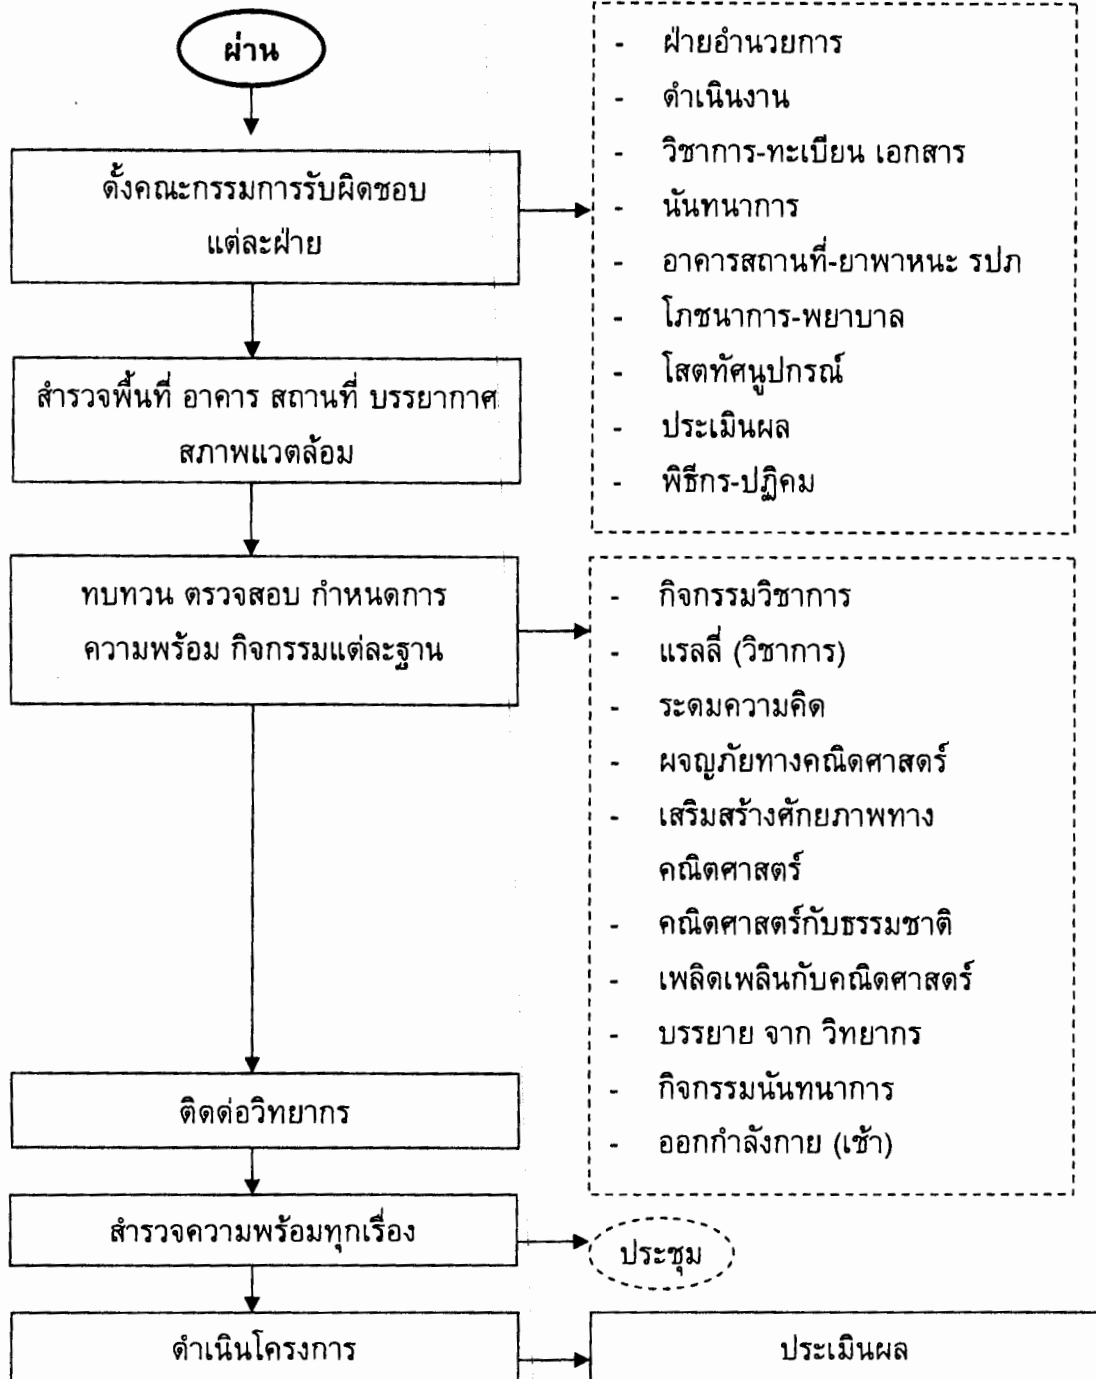 ผ่าน
ตั้งคณะกรรมการรับผิดชอบ
แต่ละฝ่าย
- ฝ่ายอำนวยการ
- ดำเนินงาน
- วิชาการ-ทะเบียน เอกสาร
- นันทนาการ
- อาคารสถานที่-ยาพาหนะ รปภ
- โภชนาการ-พยาบาล
- โสตทัศนูปกรณ์
- ประเมินผล
- พิธีกร-ปฏิคม
สำรวจพื้นที่ อาคาร สถานที่ บรรยากาศ
สภาพแวดล้อม
ทบทวน ตรวจสอบ กำหนดการ
ความพร้อม กิจกรรมแต่ละฐาน
- กิจกรรมวิชาการ
- แรลลี่ (วิชาการ)
- ระดมความคิด
- ผจญภัยทางคณิตศาสตร์
- เสริมสร้างศักยภาพทาง
คณิตศาสตร์
- คณิตศาสตร์กับธรรมชาติ
- เพลิดเพลินกับคณิตศาสตร์
- บรรยาย จาก วิทยากร
- กิจกรรมนันทนาการ
- ออกกำลังกาย (เช้า)
ติดต่อวิทยากร
สำรวจความพร้อมทุกเรื่อง
ประชุม
ดำเนินโครงการ
ประเมินผล